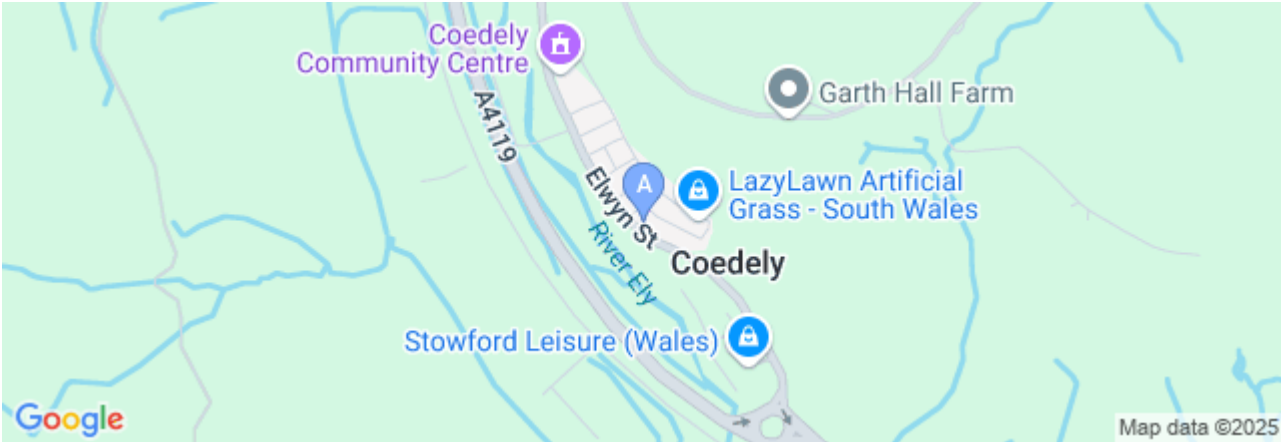 Coedely
Community Centre
A4119
Garth Hall Farm
A
LazyLawn Artificial
Grass - South Wales
Elwyn St
River Ely
Coedely
Stowford Leisure (Wales)
Google
Map data ©2025